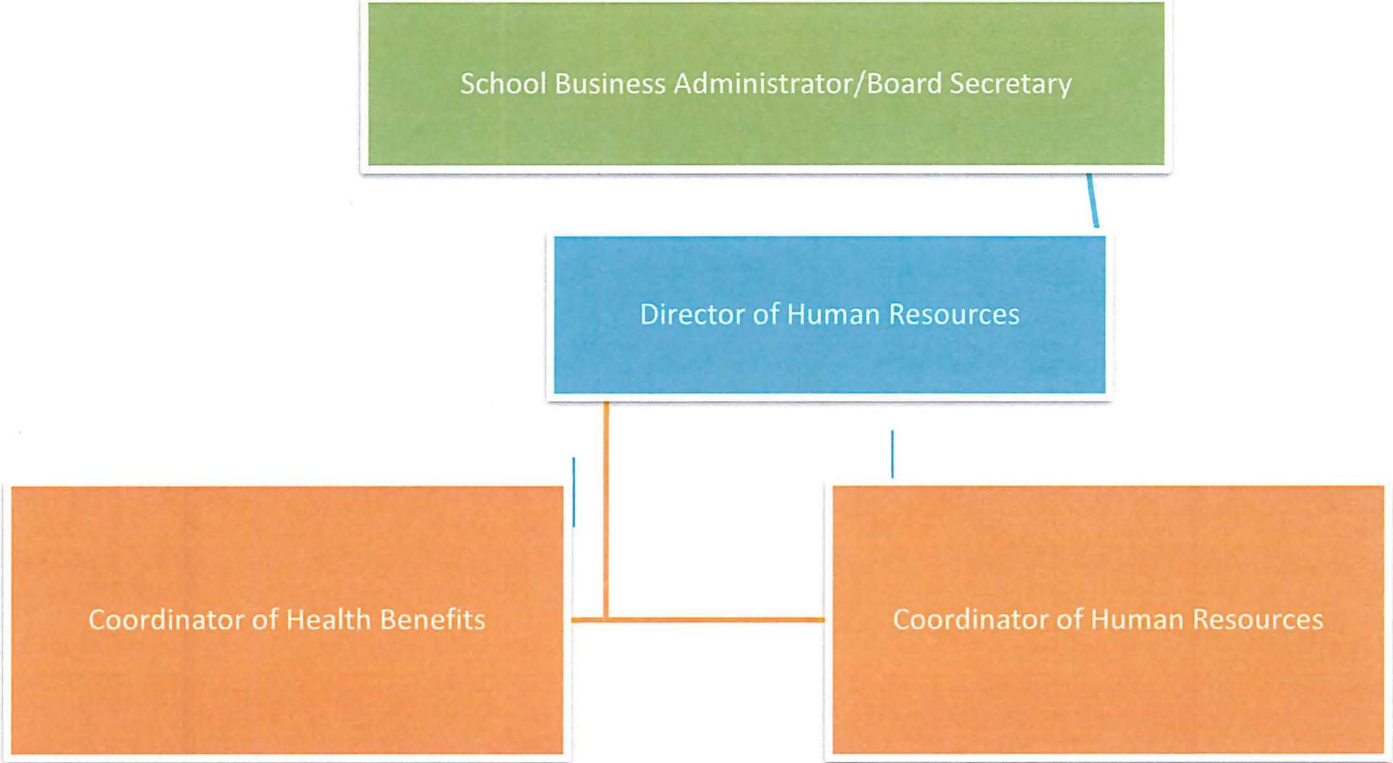 School Business Administrator/Board Secretary
Director of Human Resources
Coordinator of Health Benefits
Coordinator of Human Resources